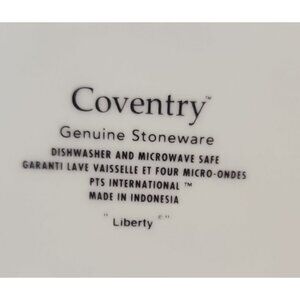 Coventry™
Genuine Stoneware
DISHWASHER AND MICROWAVE SAFE
GARANTI LAVE VAISSELLE ET FOUR MICRO-ONDES
PTS INTERNATIONAL ™
MADE IN INDONESIA
"Liberty ©"